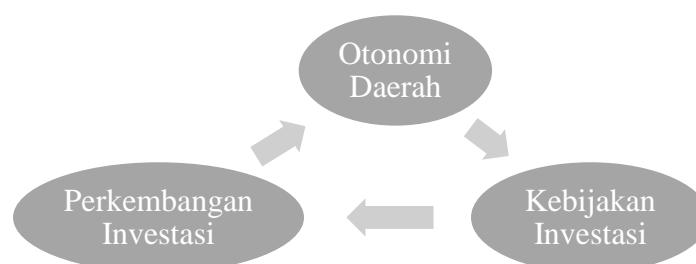 Otonomi
Daerah
Perkembangan
Investasi
Kebijakan
Investasi